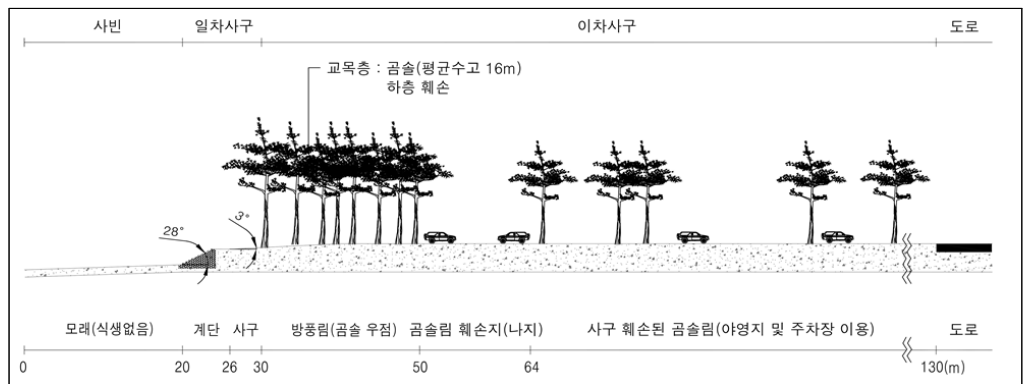 사빈 일차사구 이차사구 도로
교목층 : 곰솔(평균수고 16m)
하층 훼손
3°
28°
모래(식생없음) 계단 사구 방풍림(곰솔 우점) 곰솔림 훼손지(나지) 사구 훼손된 곰솔림(야영지 및 주차장 이용) 도로
0 20 26 30 50 64 130(m)